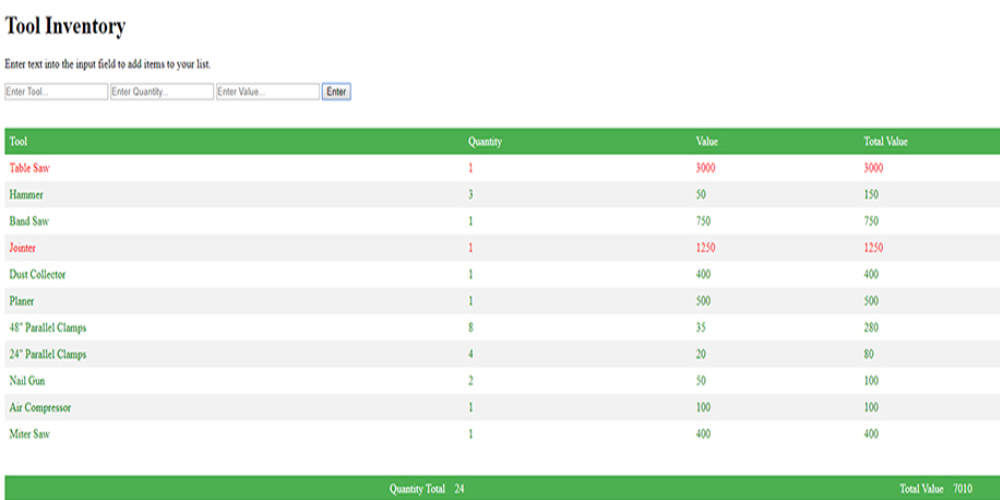 Tool Inventory
Enter text into the input field to add items to your list.
Enter Tool... Enter Quantity... Enter Value... Enter
Tool Quantity Value Total Value
Table Saw 1 3000 3000
Hammer 3 50 150
Band Saw 1 750 750
Jointer 1 1250 1250
Dust Collector 1 400 400
Planer 1 500 500
48" Parallel Clamps 8 35 280
24" Parallel Clamps 4 20 80
Nail Gun 2 50 100
Air Compressor 1 100 100
Miter Saw 1 400 400
Quantity Total 24 Total Value 7010